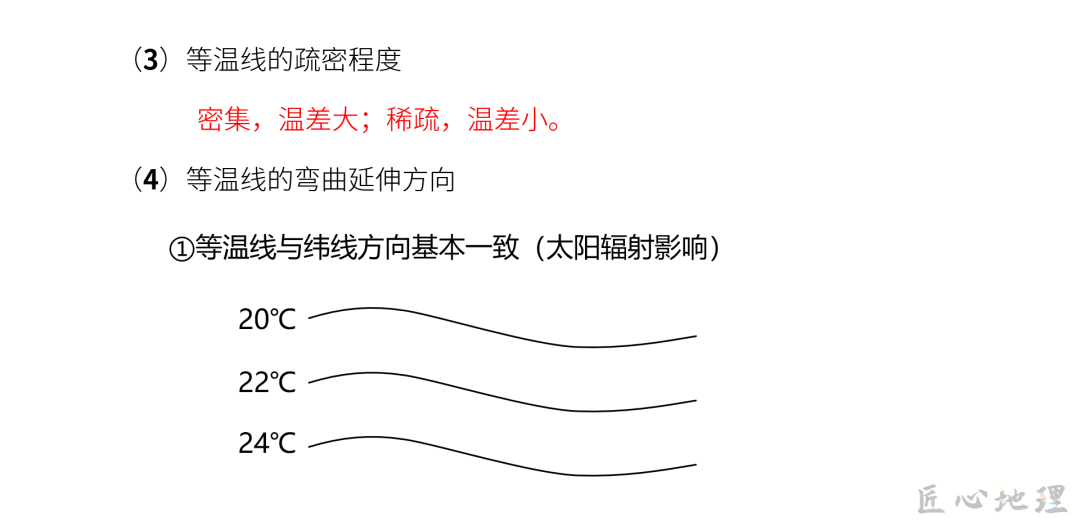 （3）等温线的疏密程度
密集，温差大；稀疏，温差小。
（4）等温线的弯曲延伸方向
①等温线与纬线方向基本一致（太阳辐射影响）
20℃
22℃
24℃
匠心地理